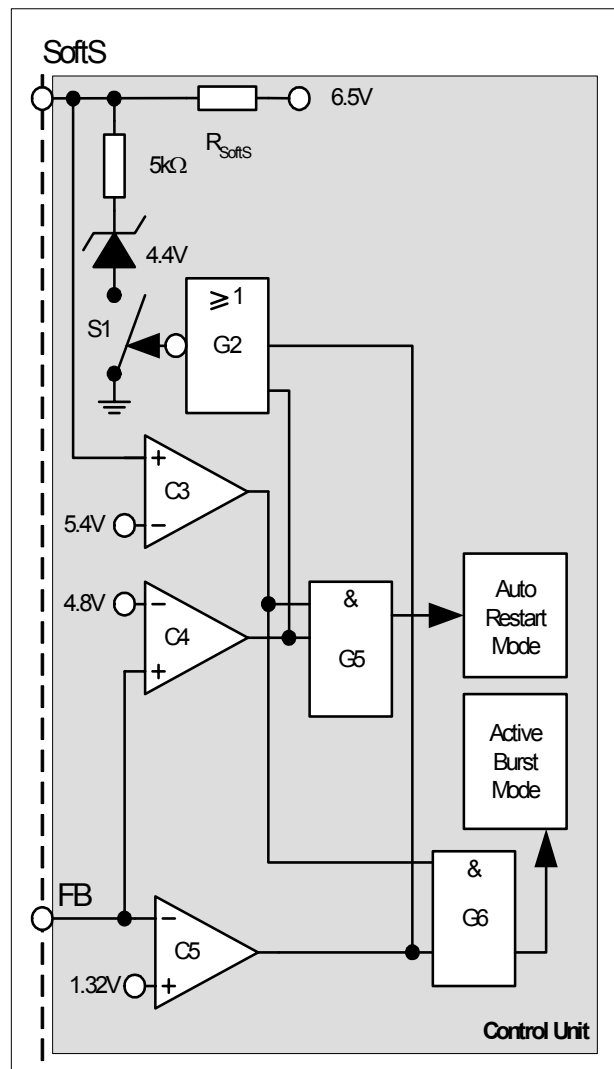 SoftS
6.5V
R SoftS
5kΩ
4.4V
≥1
G2
S1
+
C3
5.4V
−
4.8V
−
C4
+
&
G5
Auto
Restart
Mode
Active
Burst
Mode
FB
−
C5
1.32V
+
&
G6
Control Unit